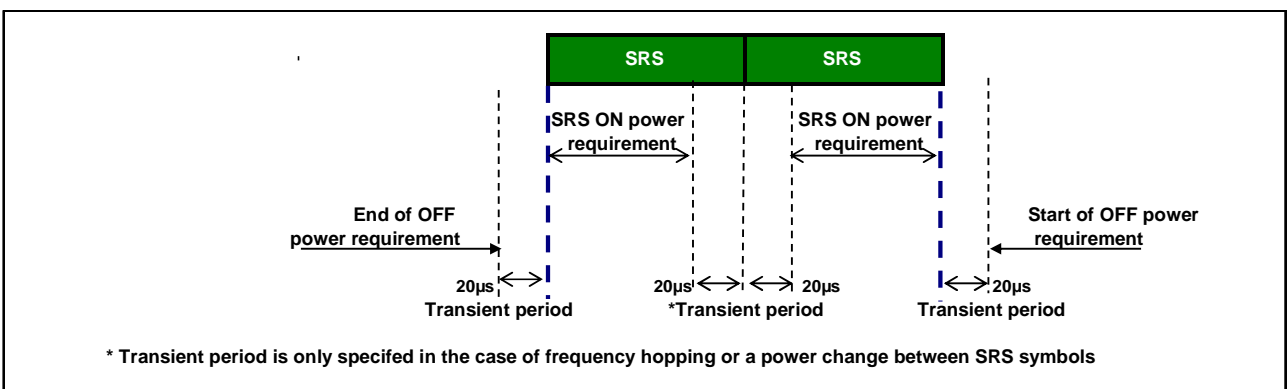 SRS SRS
SRS ON power
requirement
SRS ON power
requirement
End of OFF
power requirement
Start of OFF power
requirement
20µs 20µs 20µs 20µs
Transient period *Transient period Transient period
* Transient period is only specifed in the case of frequency hopping or a power change between SRS symbols